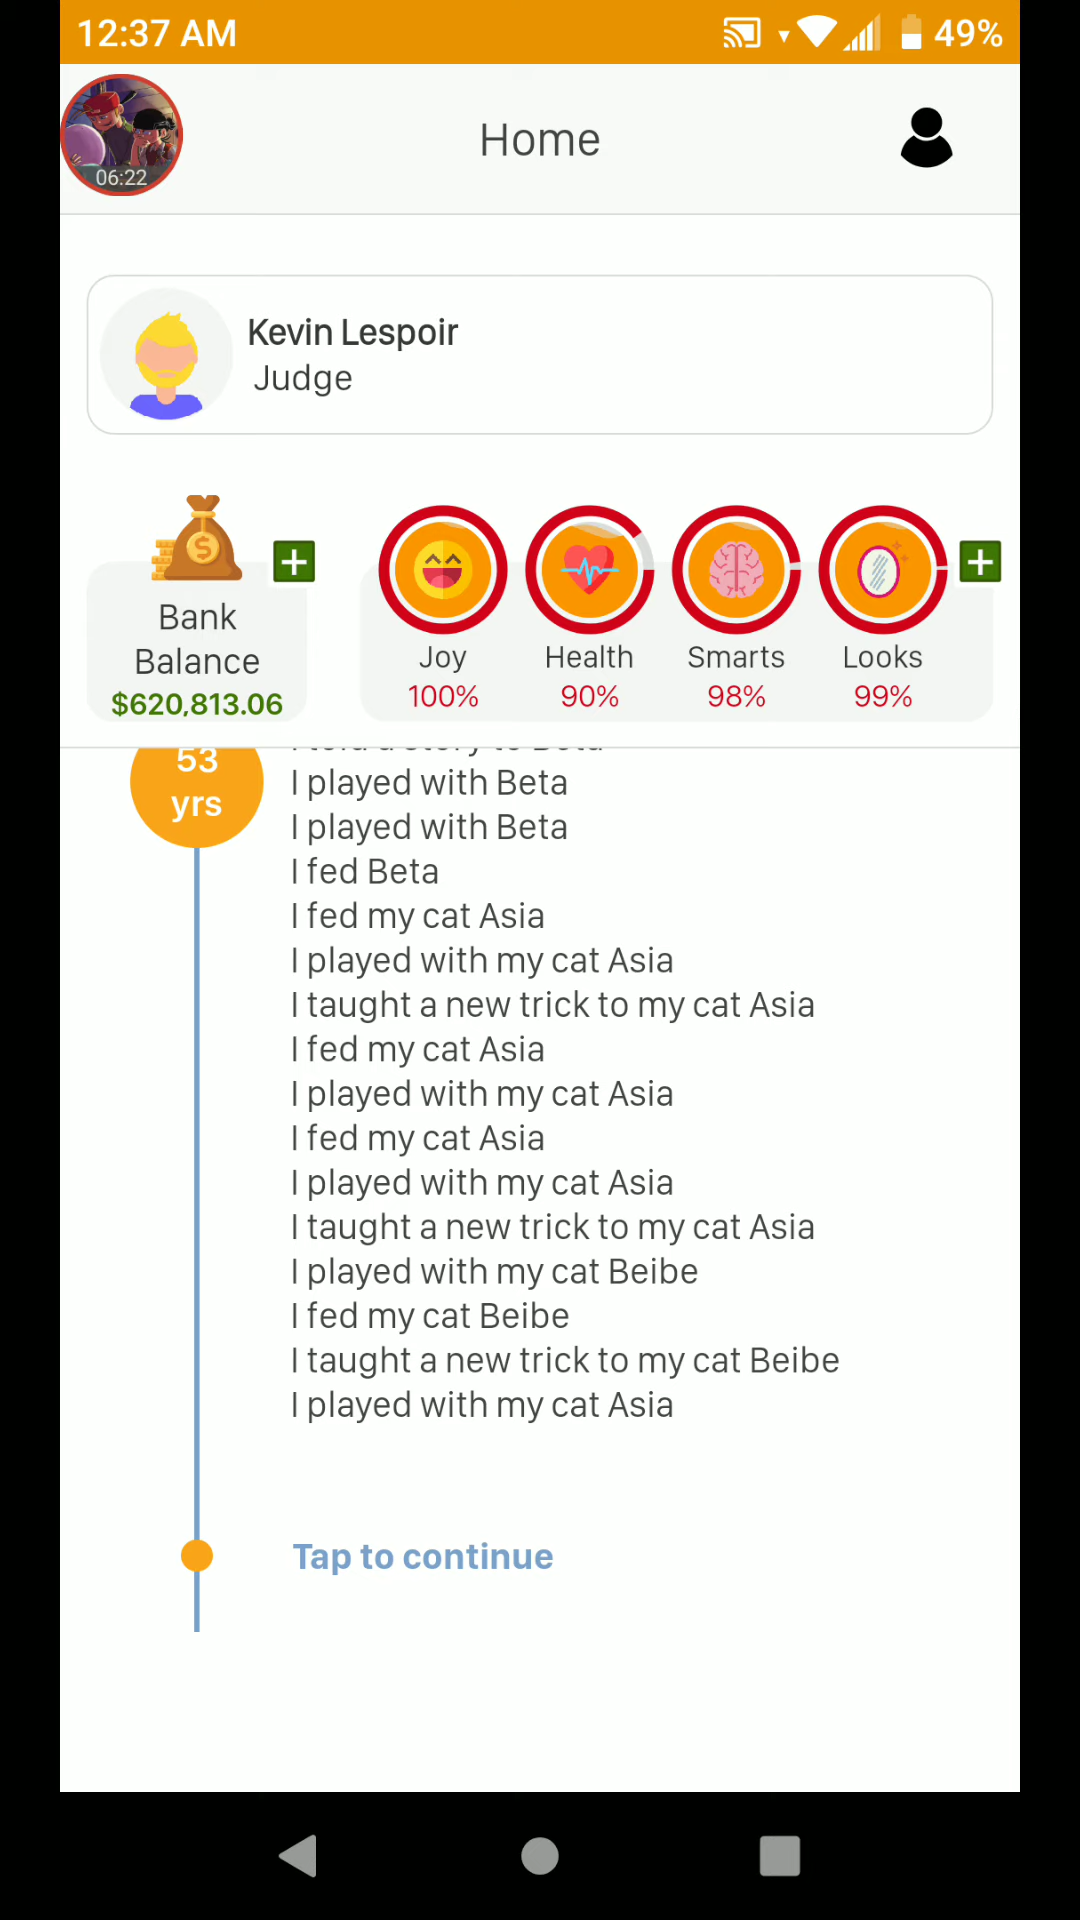 12:37 AM
49%
06:22
Home
Kevin Lespoir
Judge
Bank
Balance
$620,813.06
Joy
100%
Health
90%
Smarts
98%
Looks
99%
53
yrs
I played with Beta
I played with Beta
I fed Beta
I fed my cat Asia
I played with my cat Asia
I taught a new trick to my cat Asia
I fed my cat Asia
I played with my cat Asia
I fed my cat Asia
I played with my cat Asia
I taught a new trick to my cat Asia
I played with my cat Beibe
I fed my cat Beibe
I taught a new trick to my cat Beibe
I played with my cat Asia
Tap to continue